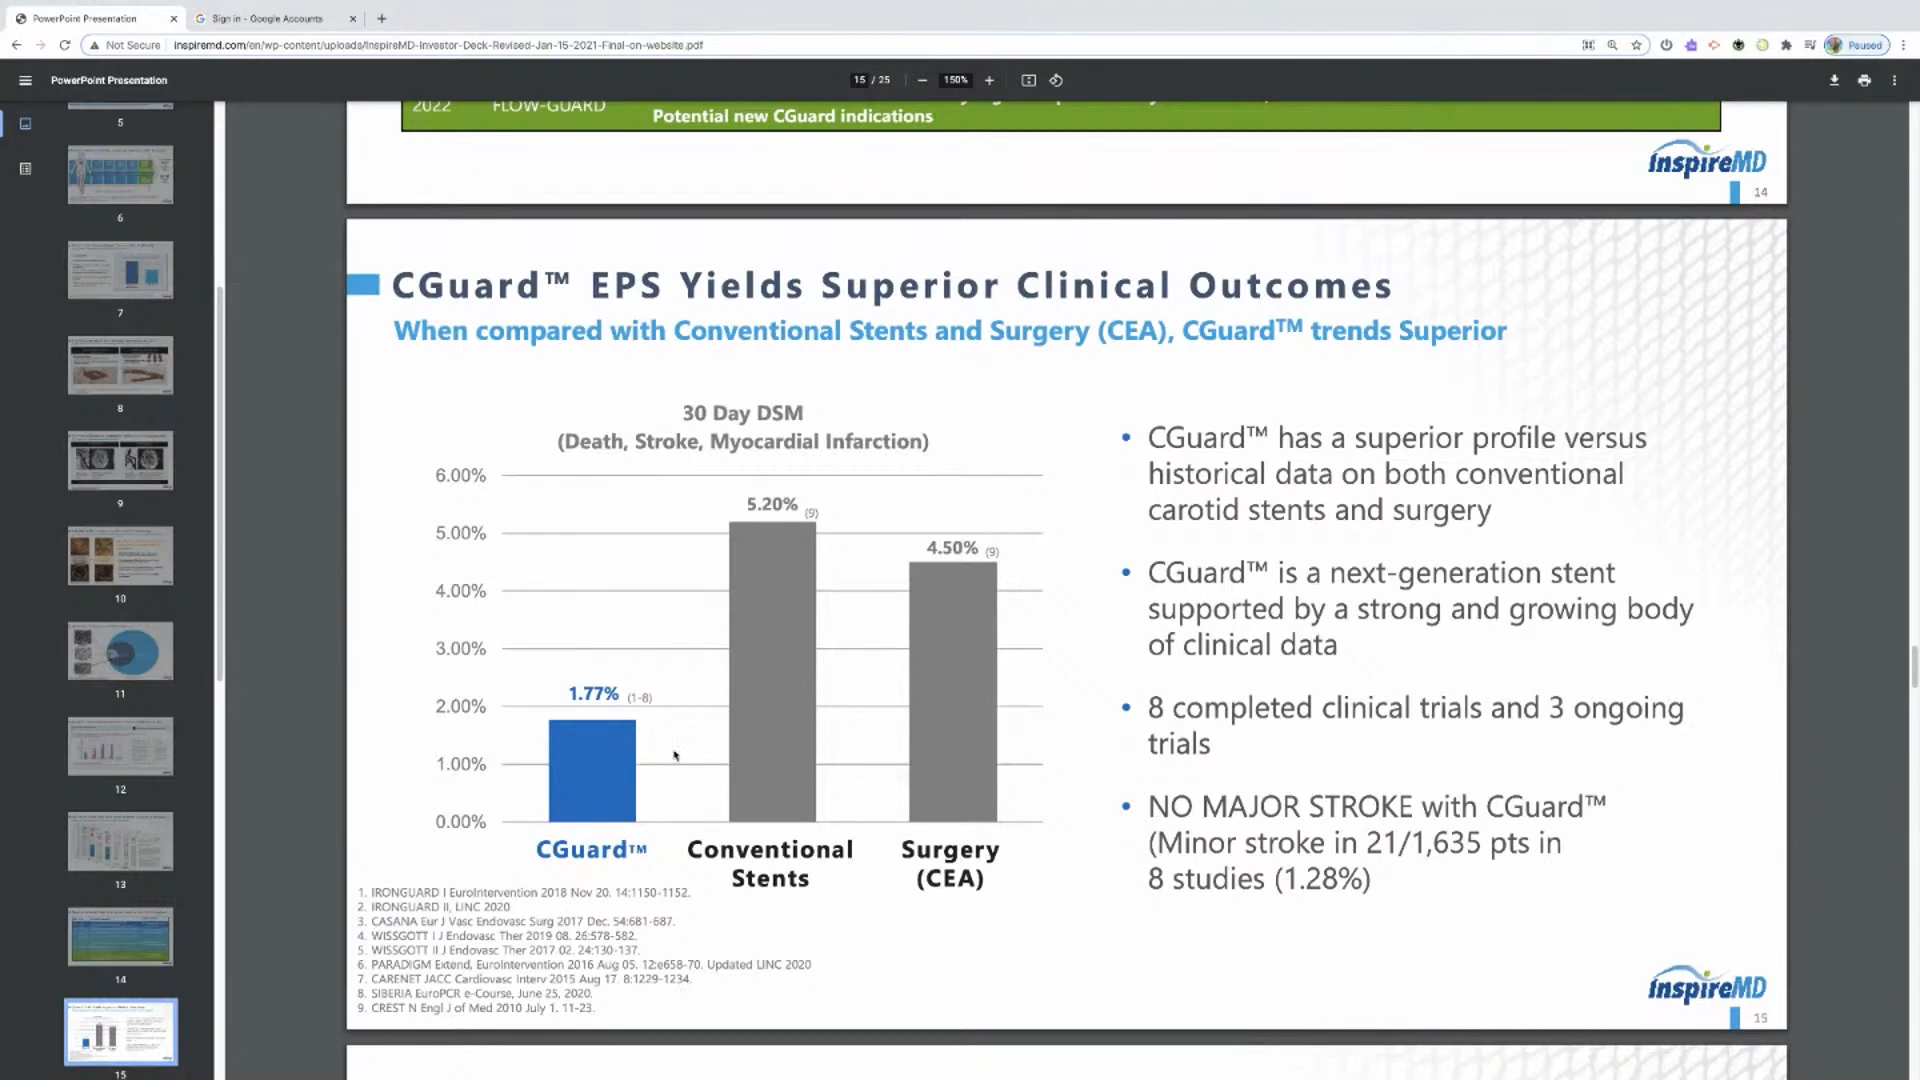 PowerPoint Presentation
Sign in - Google Accounts
Not Secure
inspiremd.com/en/wp-content/uploads/InspireMD-Investor-Deck-Revised-Jan-15-2021-Final-on-website.pdf
Paused
PowerPoint Presentation
15 / 25
150%
5
6
7
8
9
10
11
12
13
14
15
2022 FLOW-GUARD
Potential new CGuard indications
InspireMD
14
CGuard™ EPS Yields Superior Clinical Outcomes
When compared with Conventional Stents and Surgery (CEA), CGuard™ trends Superior
30 Day DSM
(Death, Stroke, Myocardial Infarction)
6.00%
5.00%
4.00%
3.00%
2.00%
1.00%
0.00%
1.77% (1-8)
5.20% (9)
4.50% (9)
CGuard™
Conventional
Stents
Surgery
(CEA)
• CGuard™ has a superior profile versus
historical data on both conventional
carotid stents and surgery
• CGuard™ is a next-generation stent
supported by a strong and growing body
of clinical data
• 8 completed clinical trials and 3 ongoing
trials
• NO MAJOR STROKE with CGuard™
(Minor stroke in 21/1,635 pts in
8 studies (1.28%)
1. IRONGUARD I EuroIntervention 2018 Nov 20. 14:1150-1152.
2. IRONGUARD II, LINC 2020
3. CASANA Eur J Vasc Endovasc Surg 2017 Dec. 54:681-687.
4. WISSGOTT I J Endovasc Ther 2019 08. 26:578-582.
5. WISSGOTT II J Endovasc Ther 2017 02. 24:130-137.
6. PARADIGM Extend, EuroIntervention 2016 Aug 05. 12:e658-70. Updated LINC 2020
7. CARENET JACC Cardiovasc Interv 2015 Aug 17. 8:1229-1234.
8. SIBERIA EuroPCR e-Course, June 25, 2020.
9. CREST N Engl J of Med 2010 July 1. 11-23.
InspireMD
15